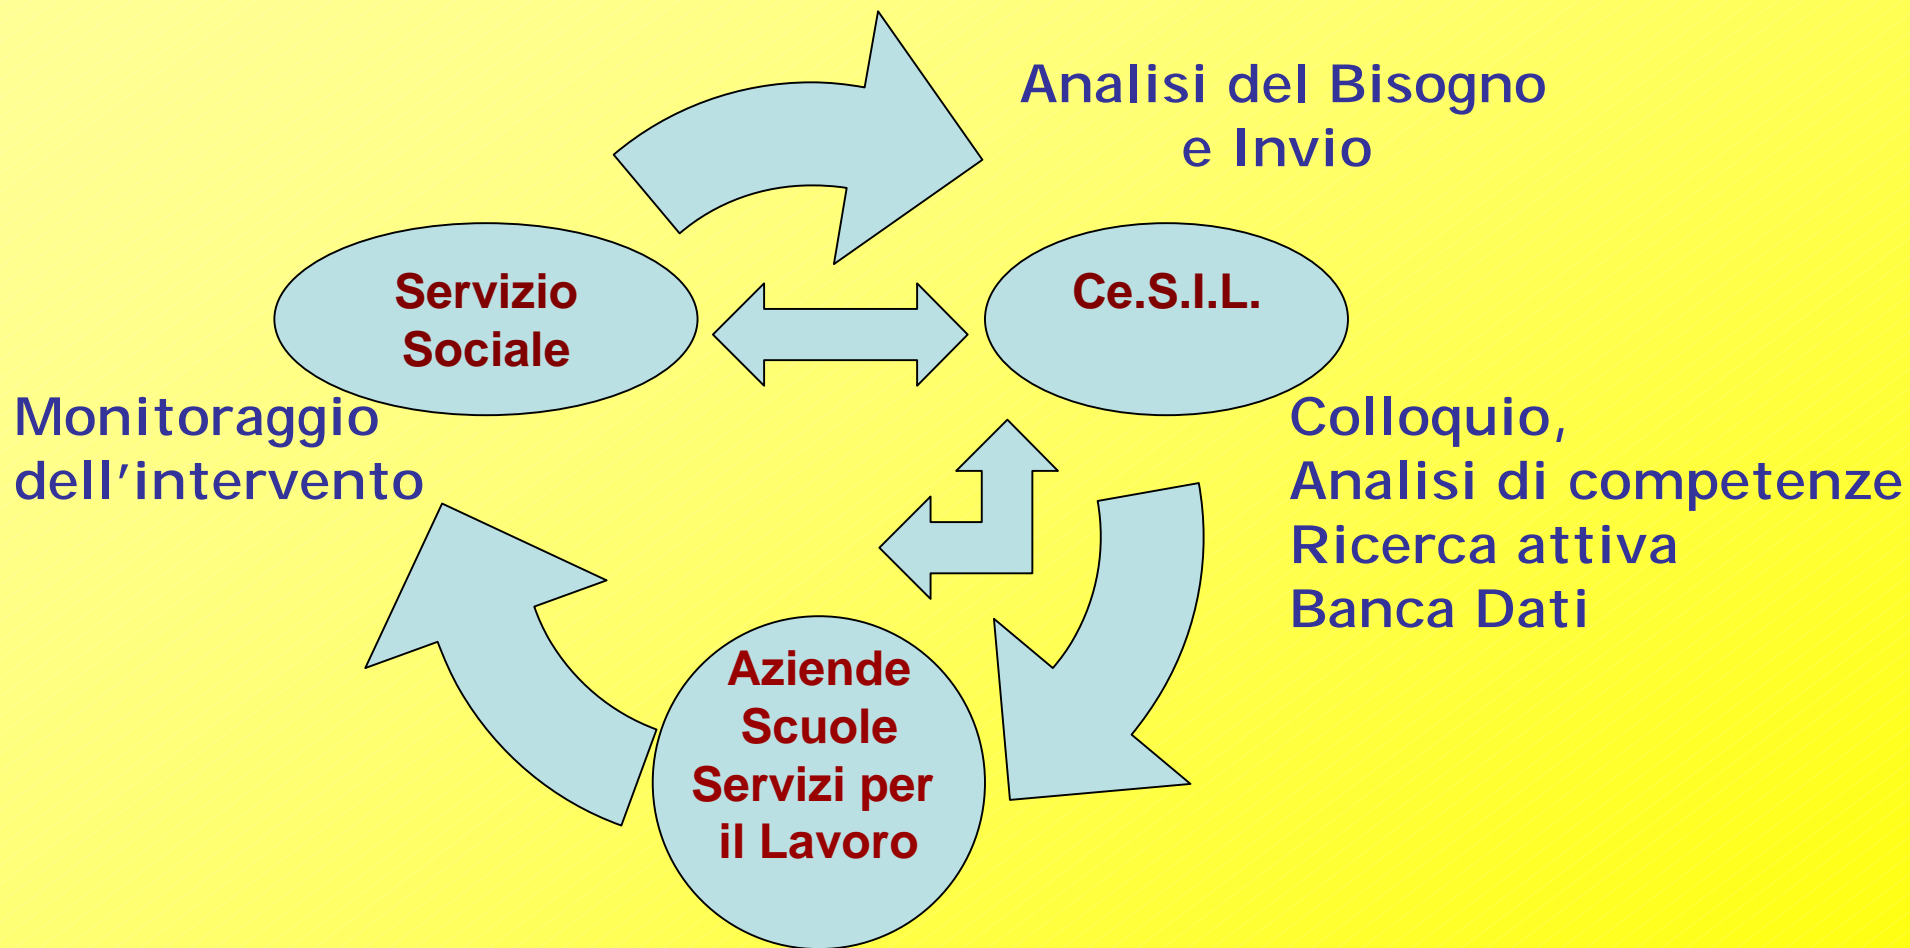 Analisi del Bisogno
e Invio
Servizio
Sociale
Ce.S.I.L.
Monitoraggio
dell'intervento
Colloquio,
Analisi di competenze
Ricerca attiva
Banca Dati
Aziende
Scuole
Servizi per
il Lavoro